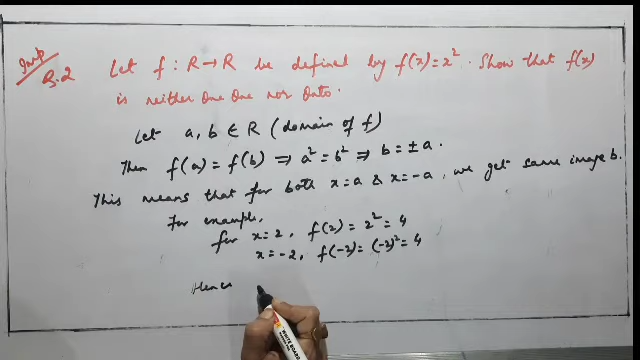 Imp
Q.2 Let f : R → R be defined by f(x) = x². Show that f(x)
is neither One One nor Onto.
Let a, b ∈ R (domain of f)
Then f(a) = f(b) ⇒ a² = b² ⇒ b = ± a.
This means that for both x = a & x = -a, we get same image b.
For example,
for x = 2, f(2) = 2² = 4
x = -2, f(-2) = (-2)² = 4
Hence
WHITE BOARD